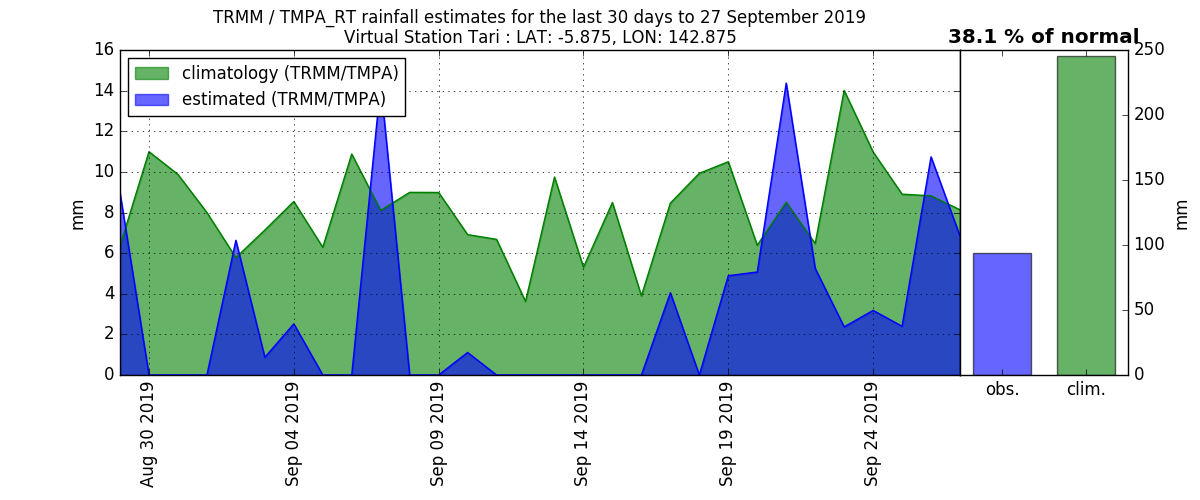 TRMM / TMPA_RT rainfall estimates for the last 30 days to 27 September 2019
Virtual Station Tari : LAT: -5.875, LON: 142.875
38.1 % of normal
climatology (TRMM/TMPA)
estimated (TRMM/TMPA)
mm
16
14
12
10
8
6
4
2
0
Aug 30 2019
Sep 04 2019
Sep 09 2019
Sep 14 2019
Sep 19 2019
Sep 24 2019
obs.
clim.
250
200
150
100
50
0
mm